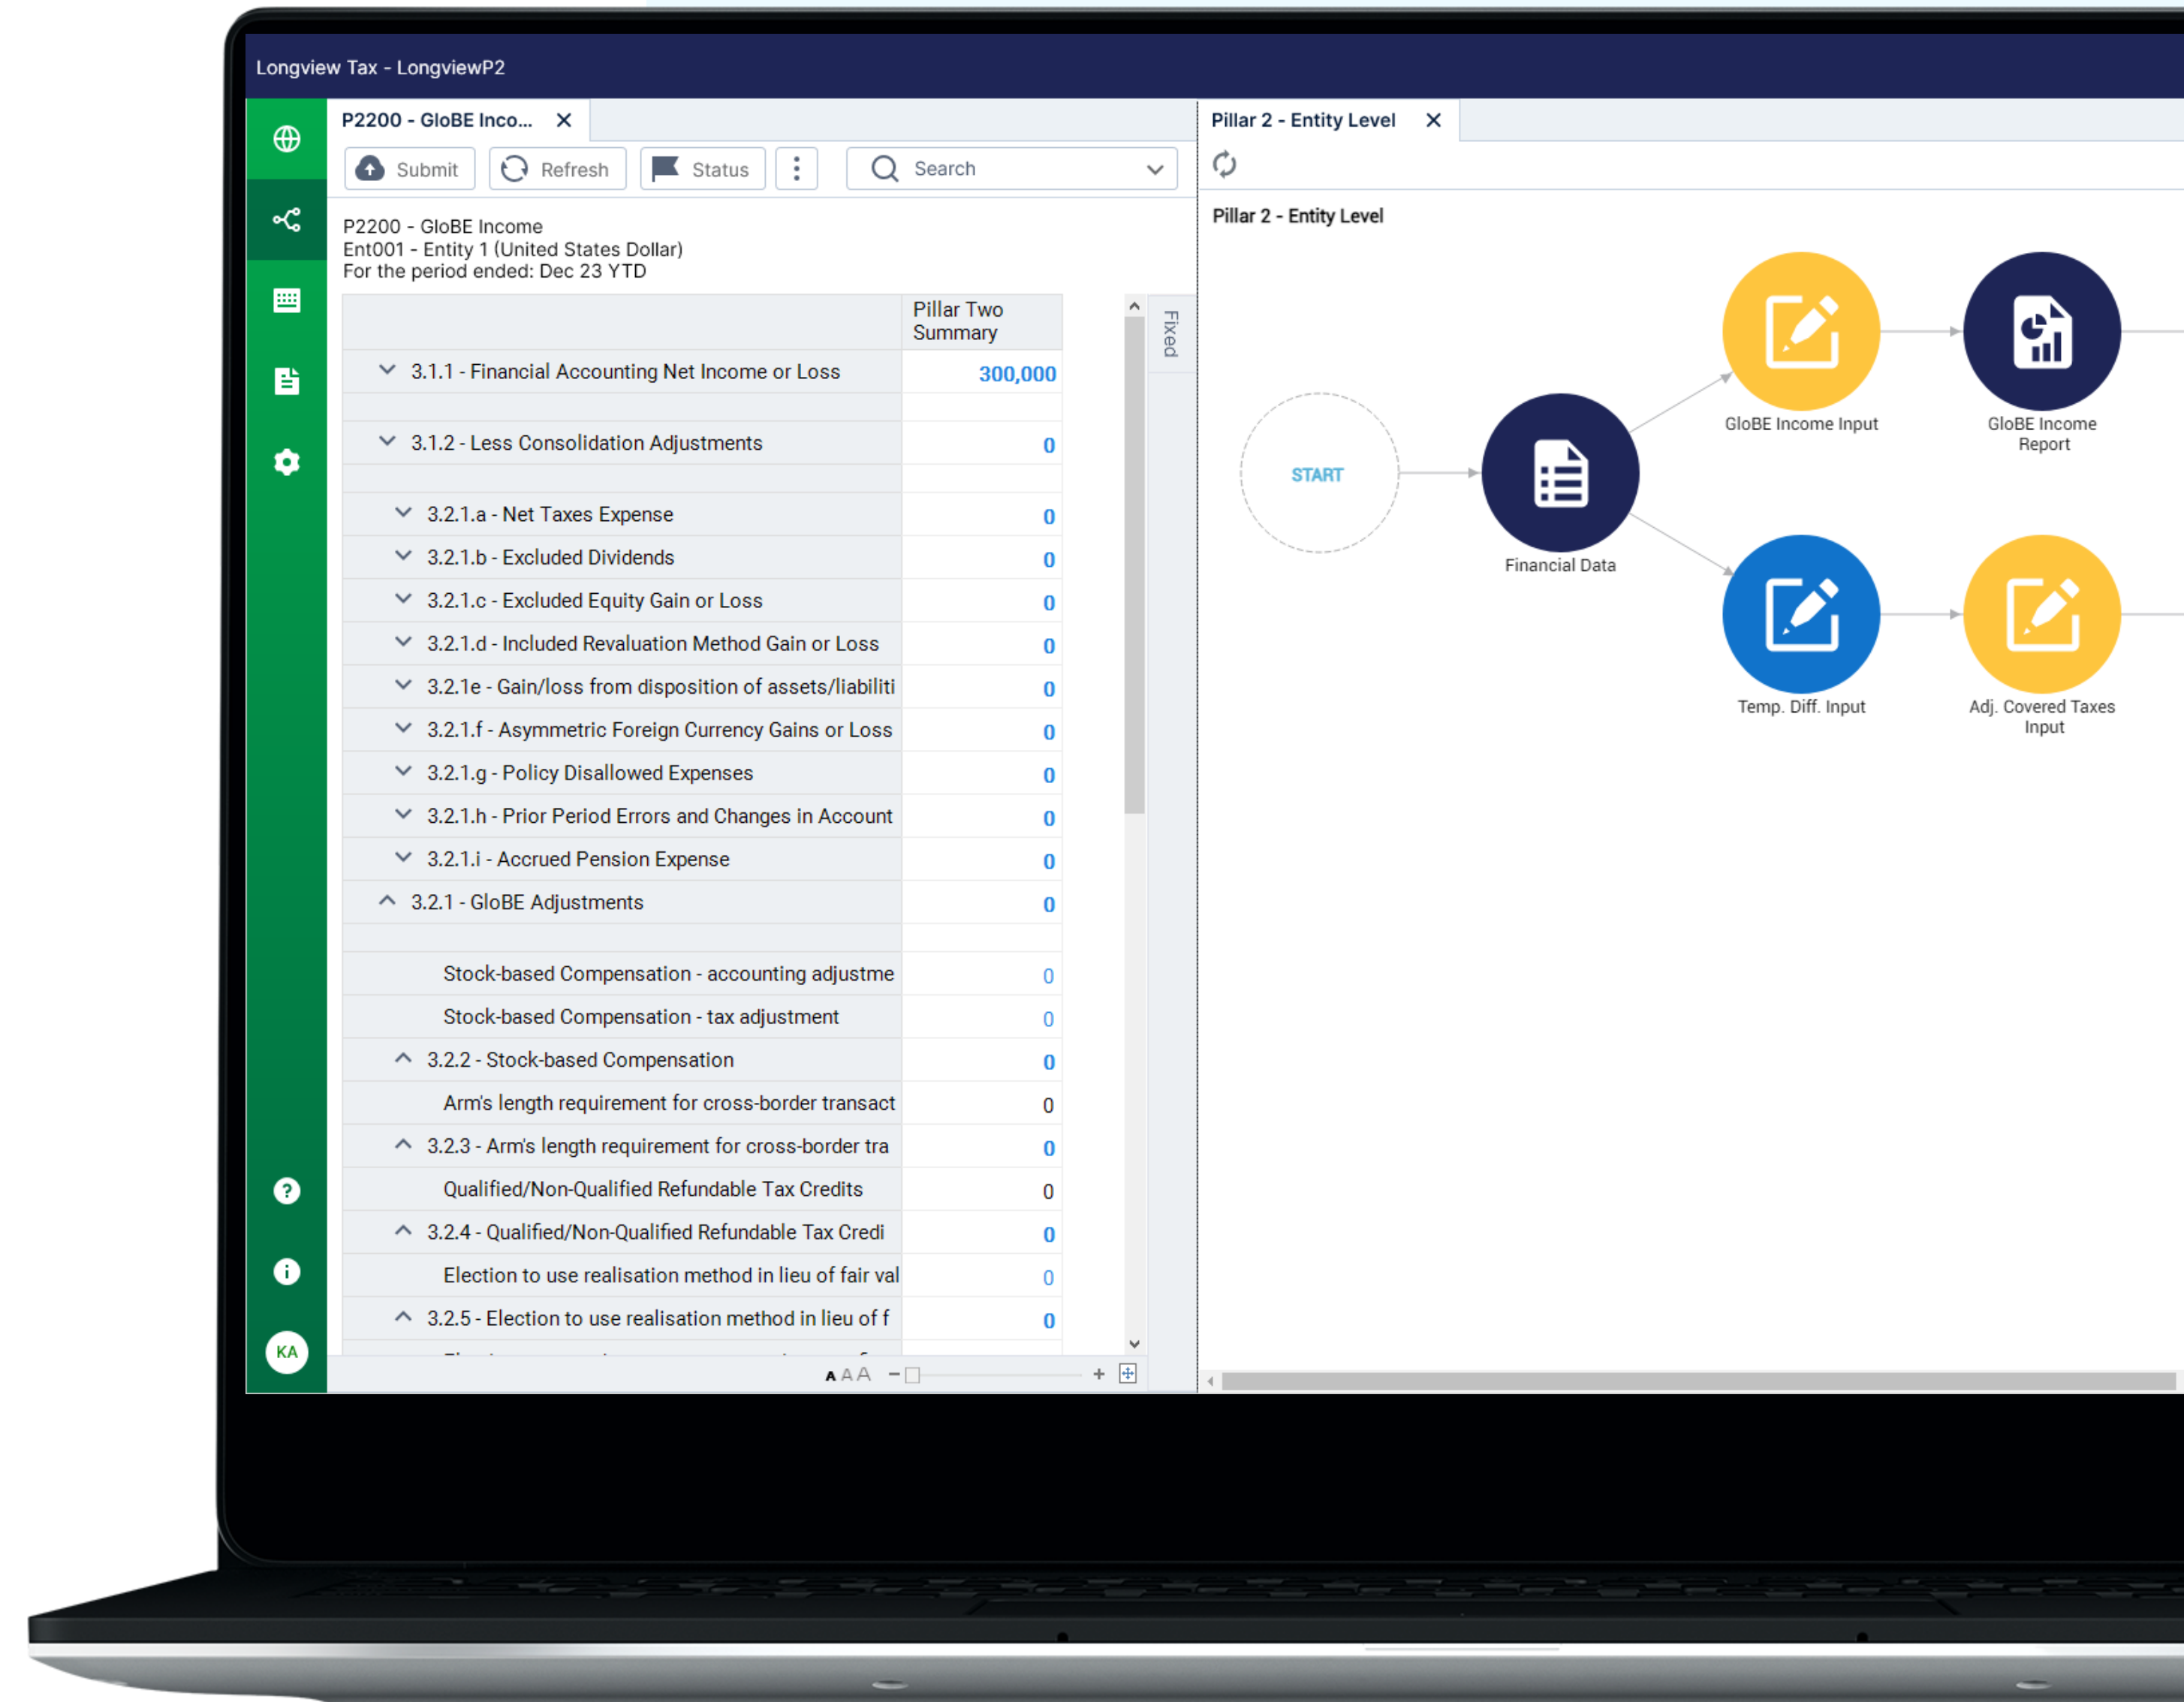 Longview Tax - LongviewP2
P2200 - GloBE Inco...
Submit
Refresh
Status
Search
P2200 - GloBE Income
Ent001 - Entity 1 (United States Dollar)
For the period ended: Dec 23 YTD
Pillar Two
Summary
Fixed
3.1.1 - Financial Accounting Net Income or Loss 300,000
3.1.2 - Less Consolidation Adjustments 0
3.2.1.a - Net Taxes Expense 0
3.2.1.b - Excluded Dividends 0
3.2.1.c - Excluded Equity Gain or Loss 0
3.2.1.d - Included Revaluation Method Gain or Loss 0
3.2.1e - Gain/loss from disposition of assets/liabiliti 0
3.2.1.f - Asymmetric Foreign Currency Gains or Loss 0
3.2.1.g - Policy Disallowed Expenses 0
3.2.1.h - Prior Period Errors and Changes in Account 0
3.2.1.i - Accrued Pension Expense 0
3.2.1 - GloBE Adjustments 0
Stock-based Compensation - accounting adjustme 0
Stock-based Compensation - tax adjustment 0
3.2.2 - Stock-based Compensation 0
Arm's length requirement for cross-border transact 0
3.2.3 - Arm's length requirement for cross-border tra 0
Qualified/Non-Qualified Refundable Tax Credits 0
3.2.4 - Qualified/Non-Qualified Refundable Tax Credi 0
Election to use realisation method in lieu of fair val 0
3.2.5 - Election to use realisation method in lieu of f 0
KA
A A A
Pillar 2 - Entity Level
Pillar 2 - Entity Level
START
Financial Data
GloBE Income Input
GloBE Income
Report
Temp. Diff. Input
Adj. Covered Taxes
Input